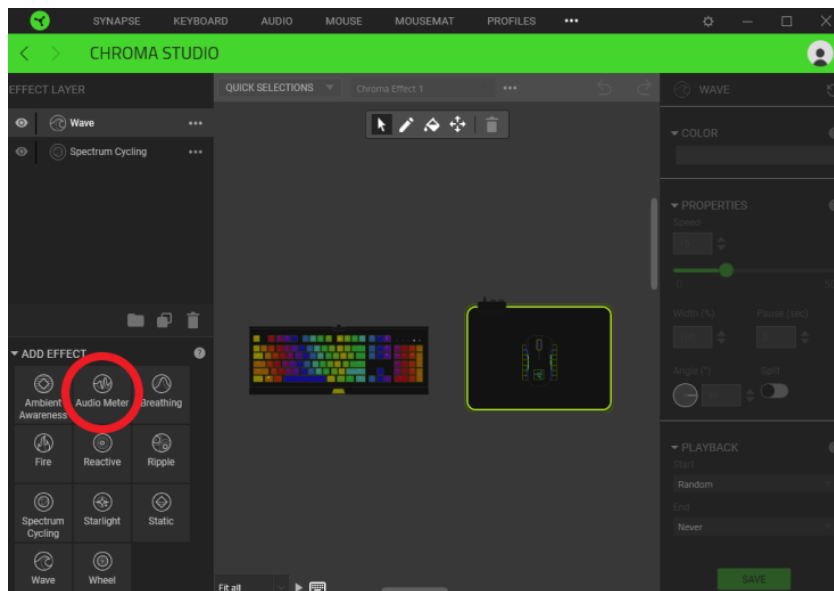 SYNAPSE KEYBOARD AUDIO MOUSE MOUSEMAT PROFILES •••
CHROMA STUDIO
EFFECT LAYER
Wave •••
Spectrum Cycling •••
ADD EFFECT ?
Ambient Awareness
Audio Meter
Breathing
Fire
Reactive
Ripple
Spectrum Cycling
Starlight
Static
Wave
Wheel
QUICK SELECTIONS
Chroma Effect 1 •••
Fit all
WAVE
COLOR
PROPERTIES
Speed
Width (%) Pause (sec)
Angle (°) Split
PLAYBACK
Start
Random
End
Never
SAVE